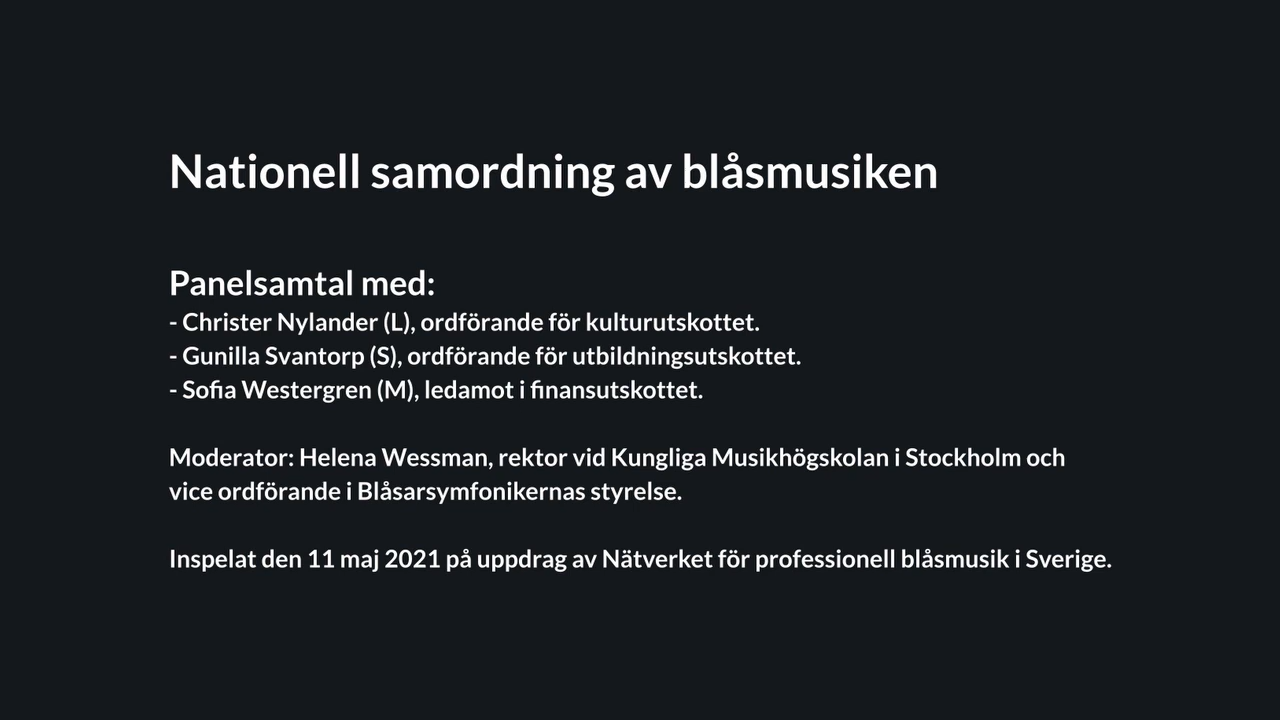 Nationell samordning av blåsmusiken
Panelsamtal med:
- Christer Nylander (L), ordförande för kulturutskottet.
- Gunilla Svantorp (S), ordförande för utbildningsutskottet.
- Sofia Westergren (M), ledamot i finansutskottet.
Moderator: Helena Wessman, rektor vid Kungliga Musikhögskolan i Stockholm och
vice ordförande i Blåsarsymfonikernas styrelse.
Inspelat den 11 maj 2021 på uppdrag av Nätverket för professionell blåsmusik i Sverige.